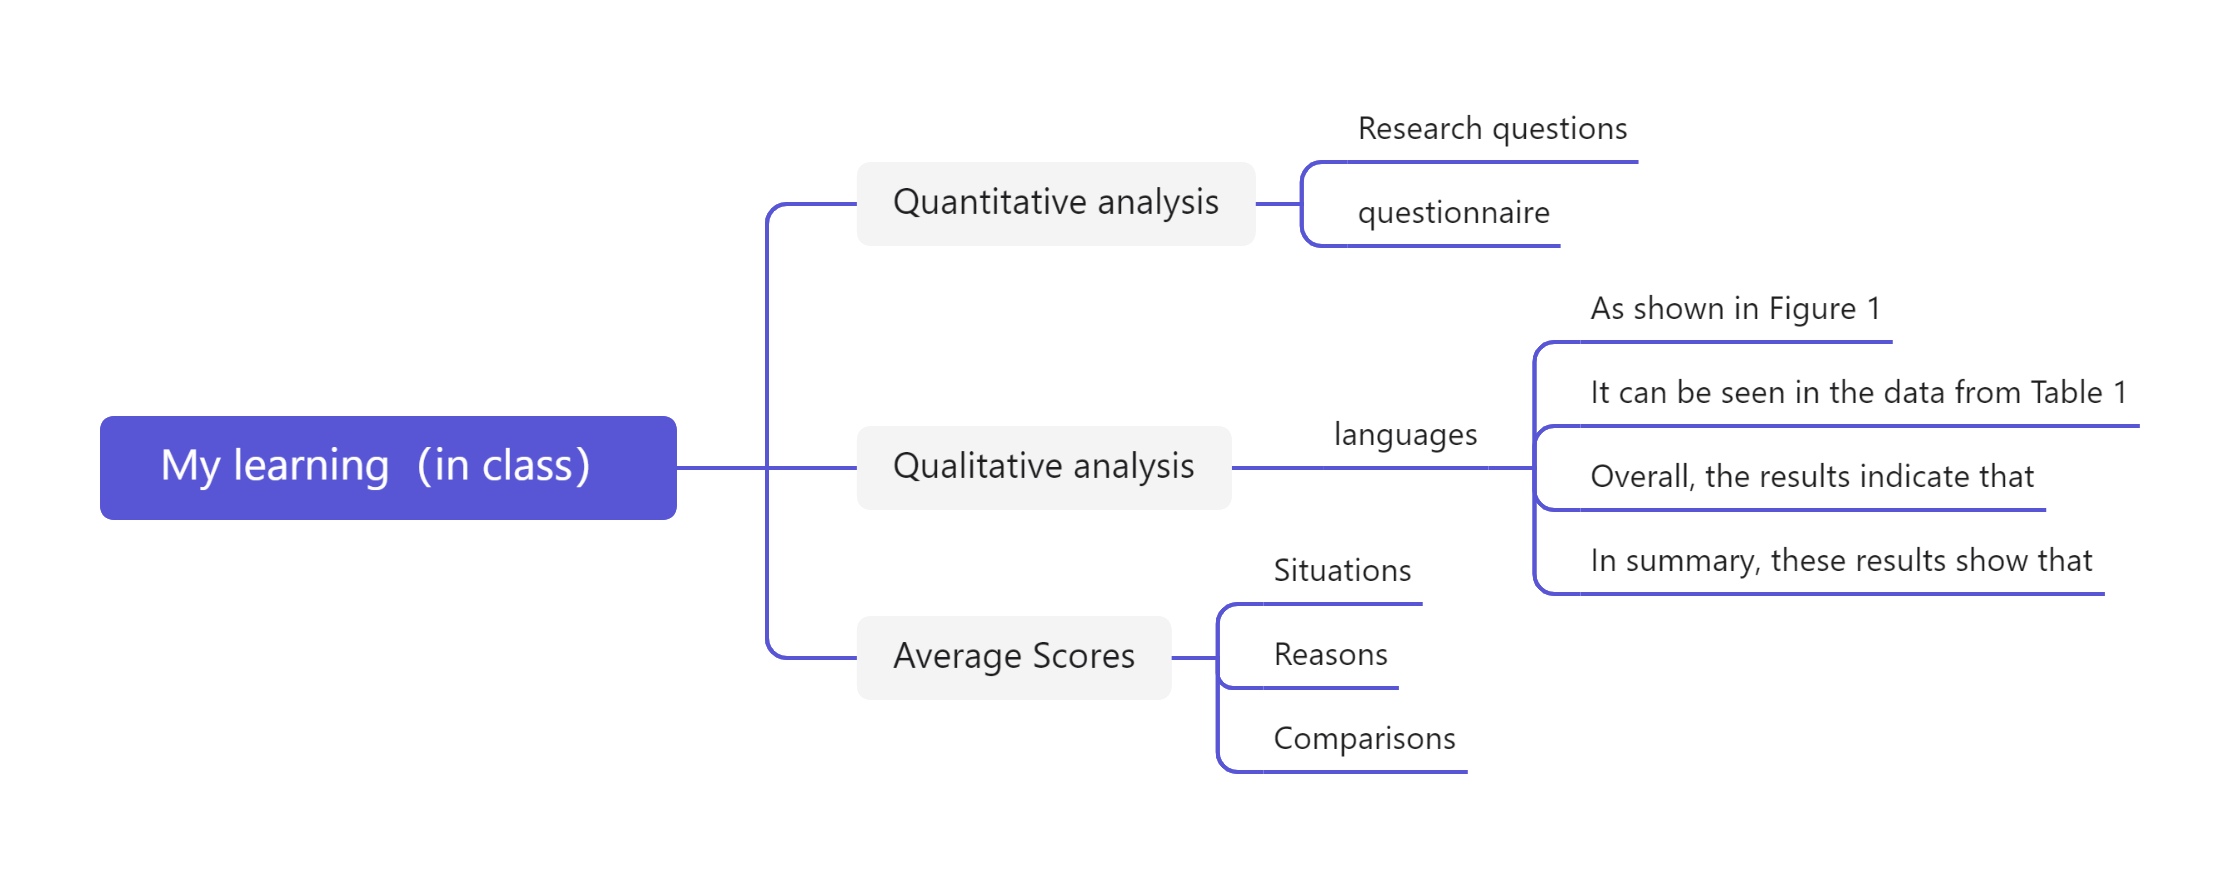 My learning（in class）
Quantitative analysis
Research questions
questionnaire
Qualitative analysis
languages
As shown in Figure 1
It can be seen in the data from Table 1
Overall, the results indicate that
In summary, these results show that
Average Scores
Situations
Reasons
Comparisons